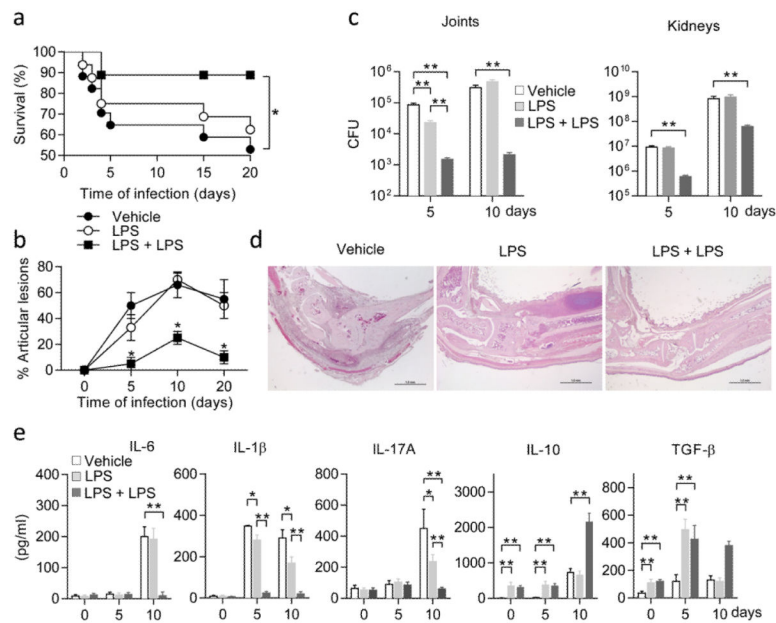 a
100
90
80
70
60
50
Survival (%)
*
0 5 10 15 20
Time of infection (days)
Vehicle
LPS
LPS + LPS
b
80
60
40
20
0
% Articular lesions
* * *
0 5 10 20
Time of infection (days)
c
Joints
CFU
10⁶
10⁵
10⁴
10³
10²
** ** ** **
Vehicle
LPS
LPS + LPS
5 10 days
Kidneys
10¹⁰
10⁹
10⁸
10⁷
10⁶
10⁵
10⁴
** **
5 10 days
d
Vehicle LPS LPS + LPS
e
IL-6
Vehicle
LPS
LPS + LPS
(pg/ml)
400
200
0
**
0 5 10
IL-1β
600
400
200
0
* ** * **
0 5 10
IL-17A
800
600
400
200
0
** * **
0 5 10
IL-10
3000
2000
1000
0
** ** ** ** **
0 5 10
TGF-β
800
600
400
200
0
** ** ** **
0 5 10 days